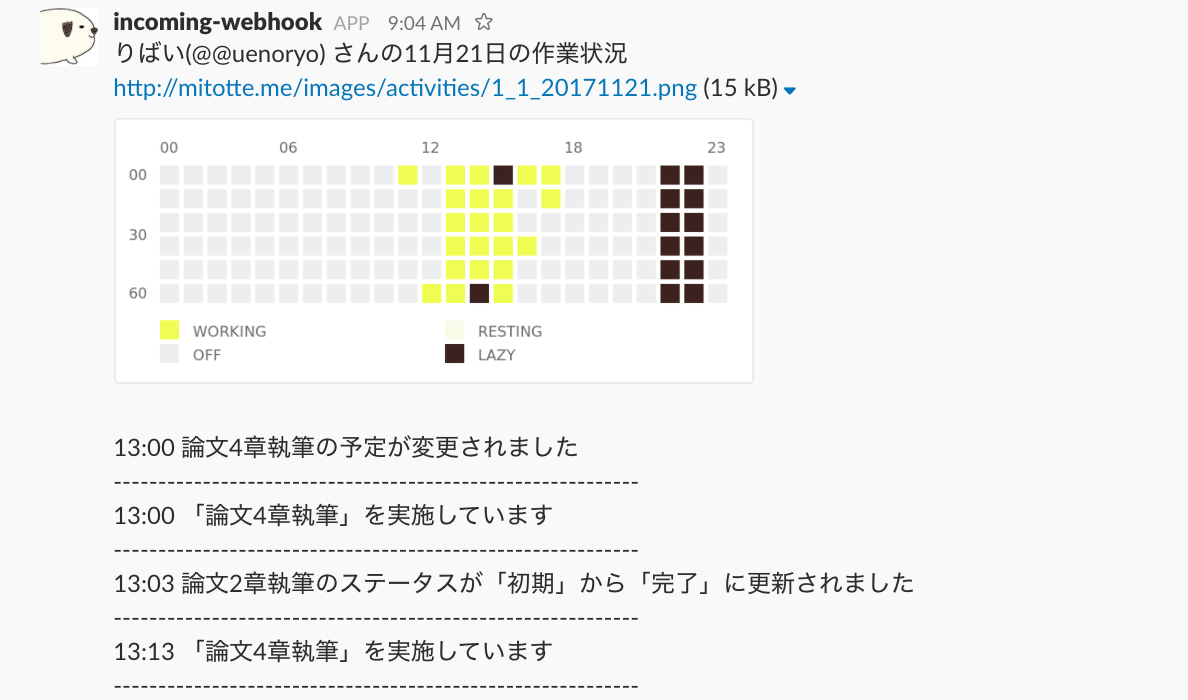 incoming-webhook APP 9:04 AM ☆
りばい(@@uenoryo) さんの11月21日の作業状況
http://mitotte.me/images/activities/1_1_20171121.png (15 kB)
00 06 12 18 23
00
30
60
WORKING RESTING
OFF LAZY
13:00 論文4章執筆の予定が変更されました
----------------------------------------------------------
13:00 「論文4章執筆」を実施しています
----------------------------------------------------------
13:03 論文2章執筆のステータスが「初期」から「完了」に更新されました
----------------------------------------------------------
13:13 「論文4章執筆」を実施しています
----------------------------------------------------------